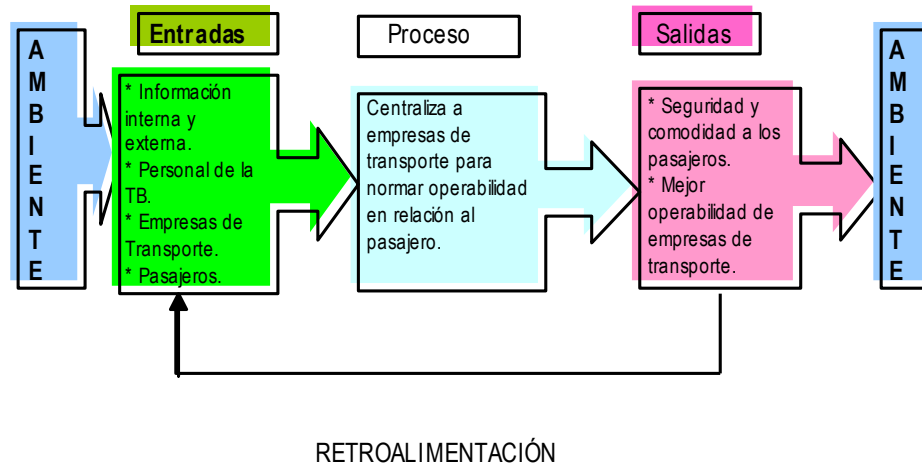 Entradas
Proceso
Salidas
A
M
B
I
E
N
T
E
* Información
interna y
externa.
* Personal de la
TB.
* Empresas de
Transporte.
* Pasajeros.
Centraliza a
empresas de
transporte para
normar operabilidad
en relación al
pasajero.
* Seguridad y
comodidad a los
pasajeros.
* Mejor
operabilidad de
empresas de
transporte.
A
M
B
I
E
N
T
E
RETROALIMENTACIÓN